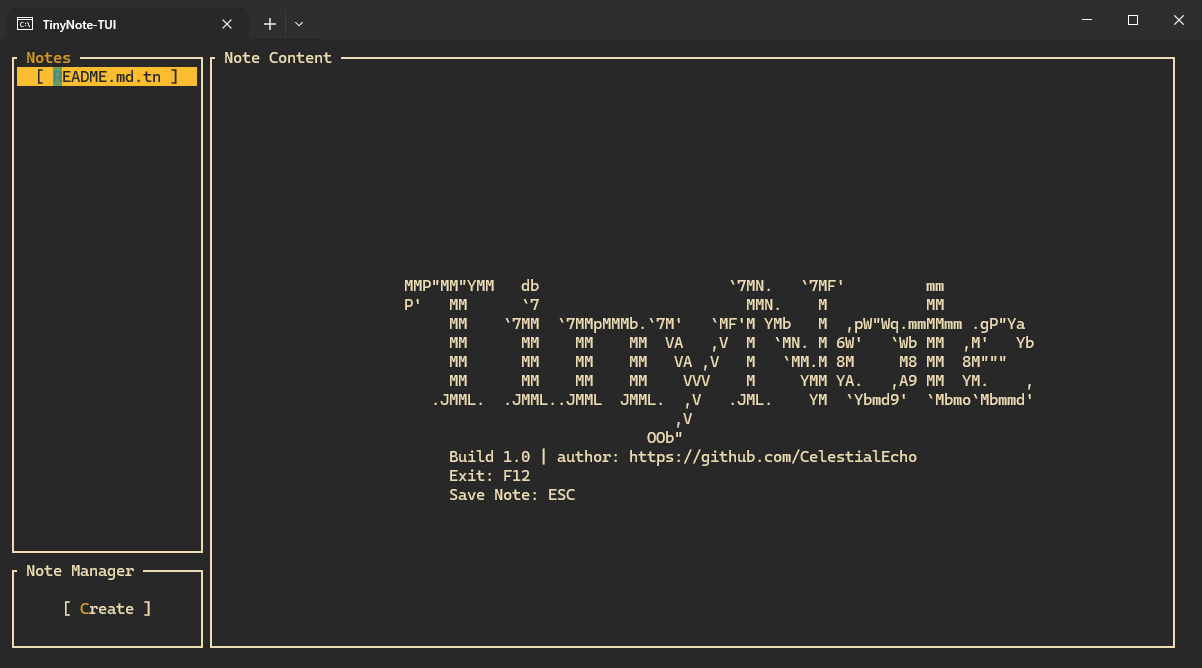 TinyNote-TUI
Notes
[ README.md.tn ]
Note Content
MMP"MM"YMM   db                     `7MN.   `7MF'         mm
P'   MM      `7                       MMN.    M           MM
     MM    `7MM  `7MMpMMMb.`7M'   `MF'M YMb   M  ,pW"Wq.mmMMmm .gP"Ya
     MM      MM    MM    MM  VA   ,V  M  `MN. M 6W'   `Wb MM  ,M'   Yb
     MM      MM    MM    MM   VA ,V   M   `MM.M 8M     M8 MM  8M"""
     MM      MM    MM    MM    VVV    M     YMM YA.   ,A9 MM  YM.    ,
   .JMML.  .JMML..JMML  JMML.  ,V   .JML.    YM  `Ybmd9'  `Mbmo`Mbmmd'
                              ,V
                           OOb"
Build 1.0 | author: https://github.com/CelestialEcho
Exit: F12
Save Note: ESC
Note Manager
[ Create ]